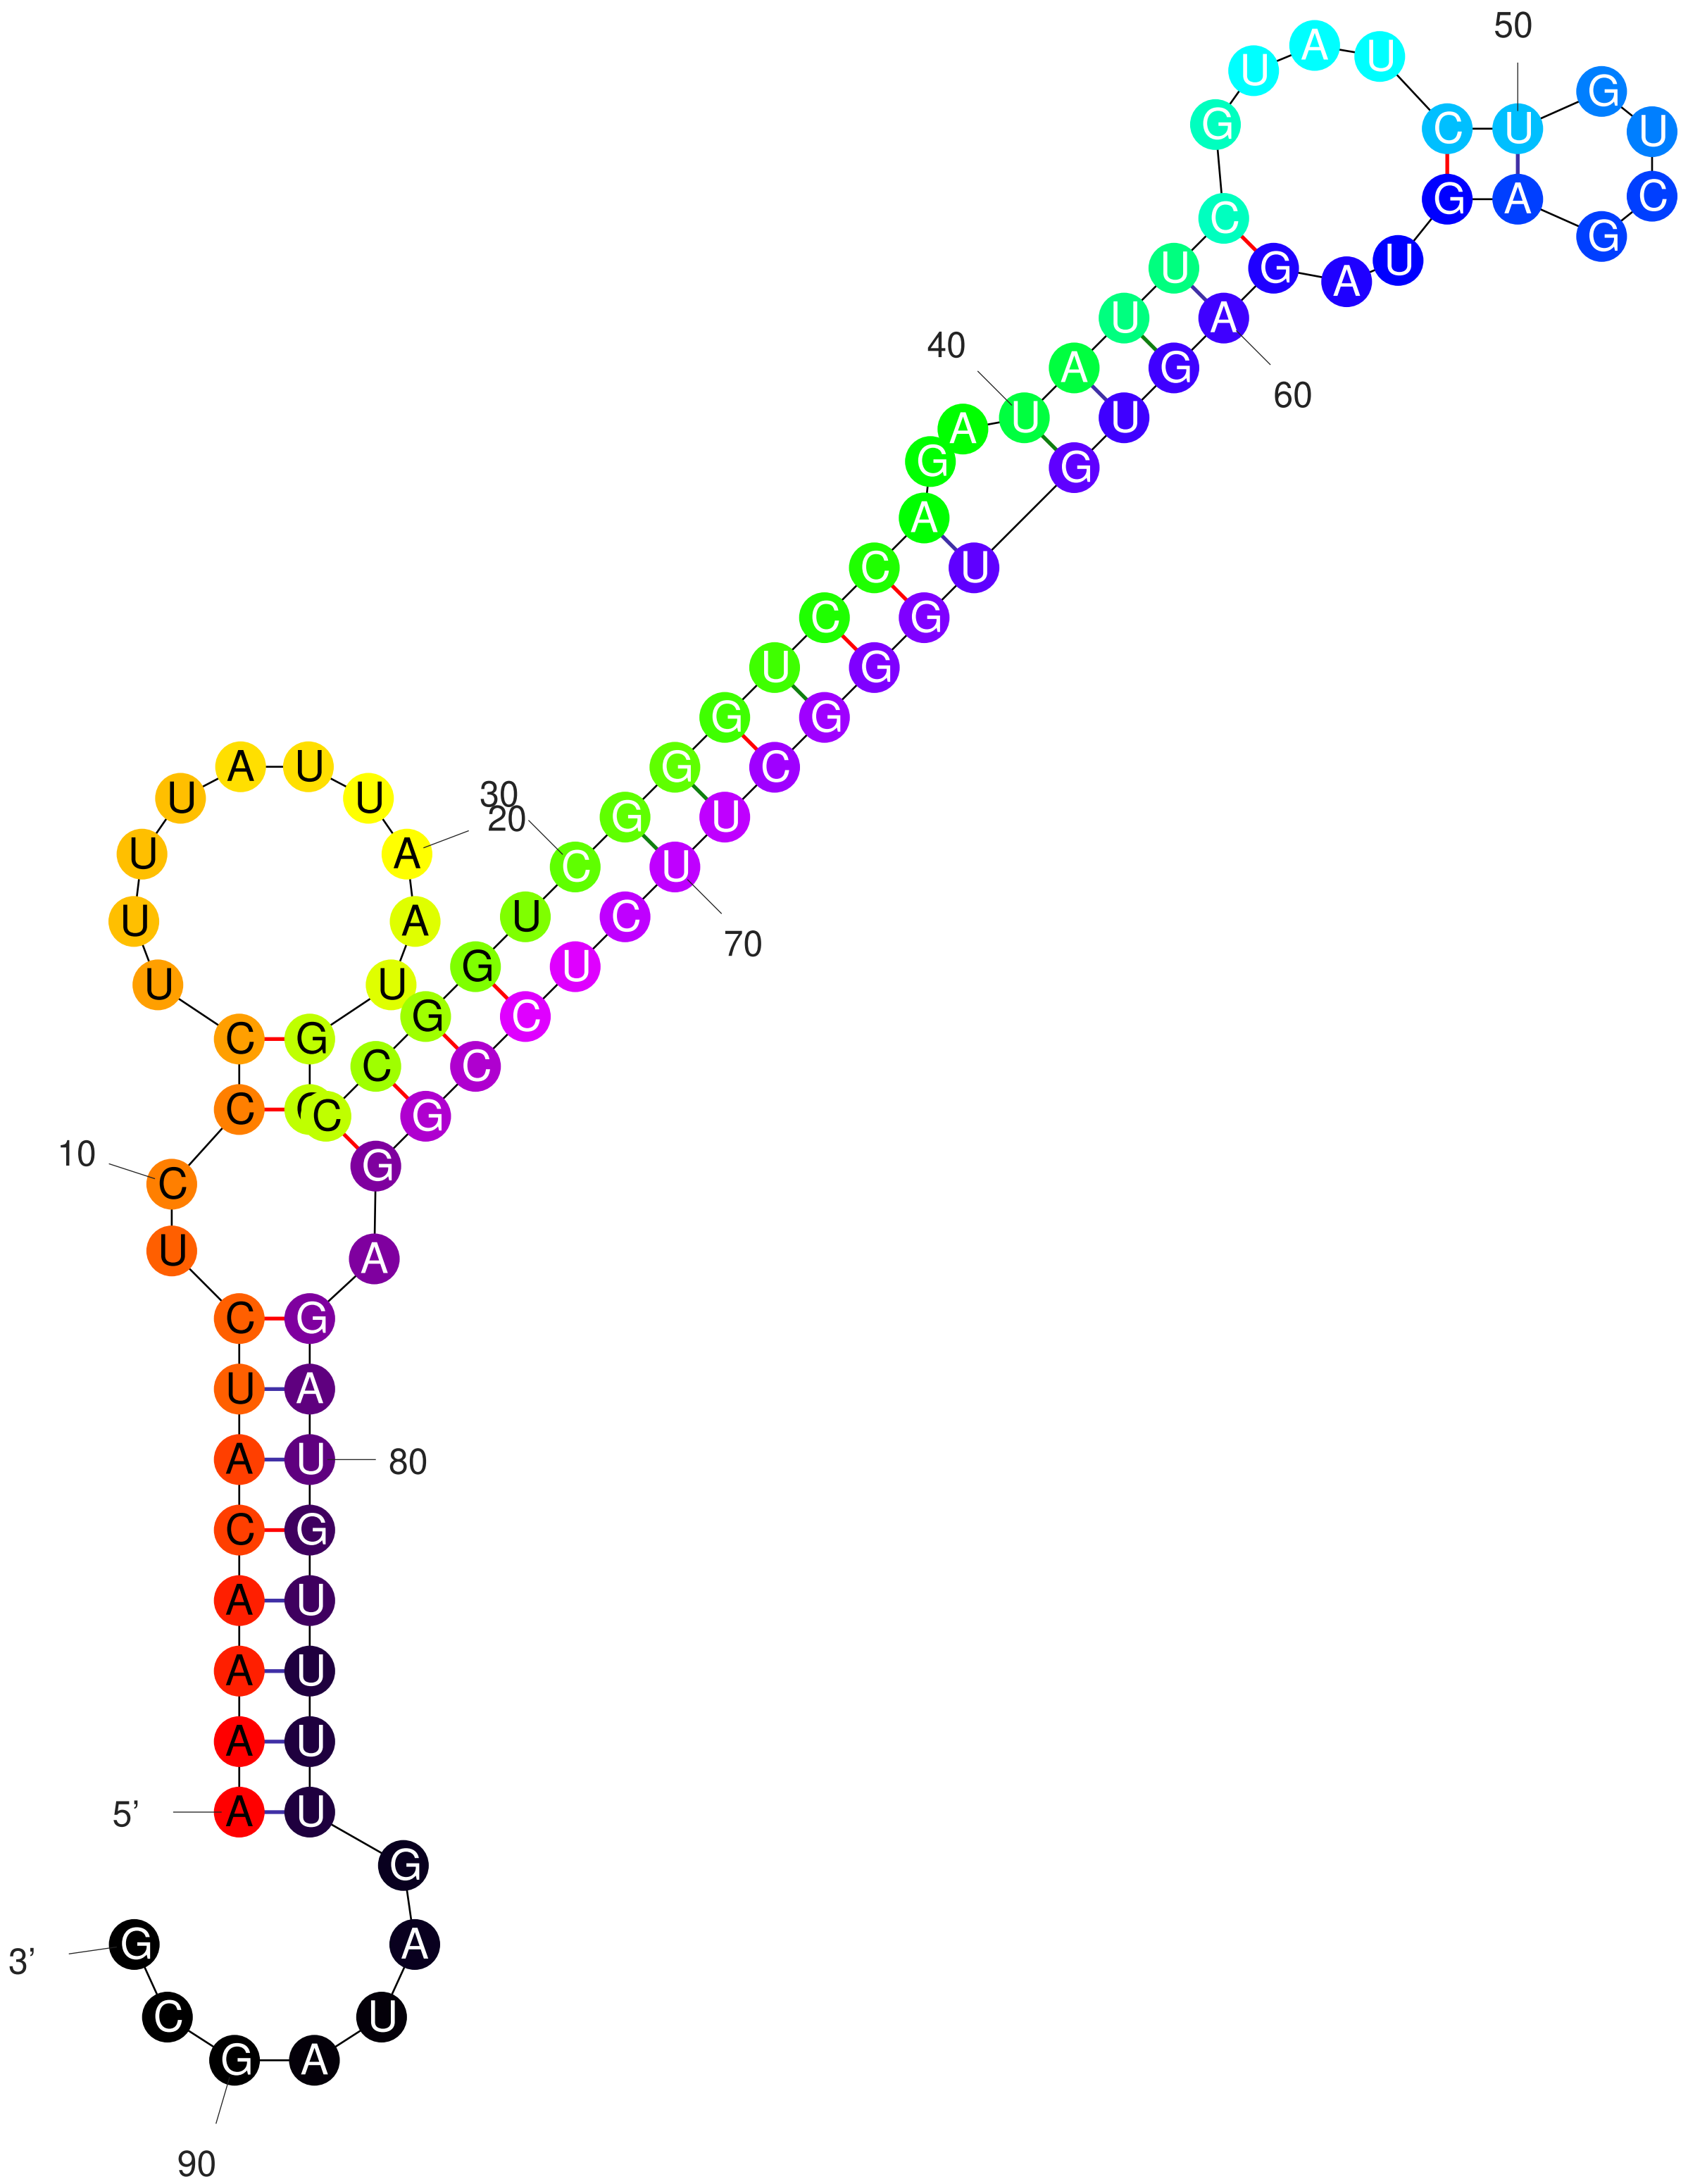 5’
A A A A C A U C U C
10
C C U U U U A U U A
20
A U G C C G G U C
30
G G G U C C A G A U
40
A U U C G U A U C U
50
G U C G A G U A G A
60
G U G U G G G C U U
70
C U C C G G A G A U
80
G U U U U G A U A G
90
C G
3’